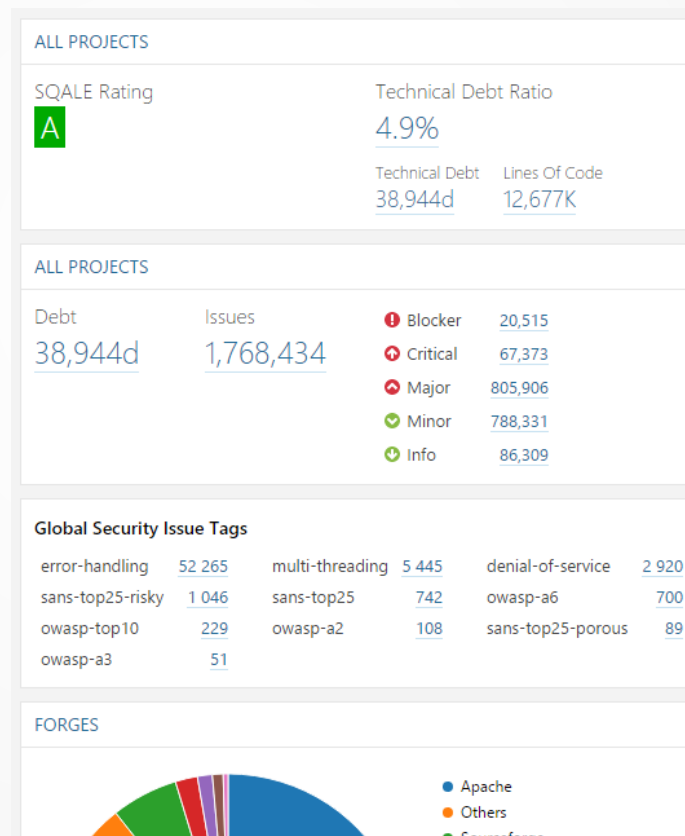 ALL PROJECTS
SQALE Rating
A
Technical Debt Ratio
4.9%
Technical Debt Lines Of Code
38,944d 12,677K
ALL PROJECTS
Debt Issues
38,944d 1,768,434
Blocker 20,515
Critical 67,373
Major 805,906
Minor 788,331
Info 86,309
Global Security Issue Tags
error-handling 52 265 multi-threading 5 445 denial-of-service 2 920
sans-top25-risky 1 046 sans-top25 742 owasp-a6 700
owasp-top10 229 owasp-a2 108 sans-top25-porous 89
owasp-a3 51
FORGES
Apache
Others